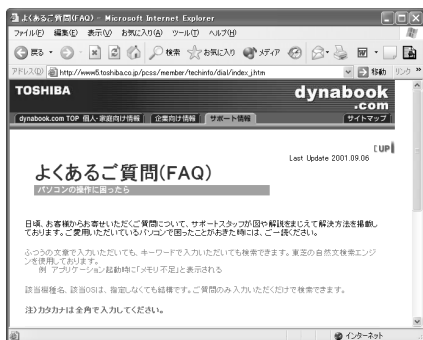 よくあるご質問(FAQ) - Microsoft Internet Explorer
ファイル(F) 編集(E) 表示(V) お気に入り(A) ツール(T) ヘルプ(H)
戻る 検索 お気に入り メディア
アドレス(D) http://www5.toshiba.co.jp/pcss/member/techinfo/dial/index_j.htm 移動 リンク »
TOSHIBA
dynabook
.com
dynabook.com TOP 個人・家庭向け情報 企業向け情報 サポート情報 サイトマップ
[UP]
Last Update 2001.09.06
よくあるご質問(FAQ)
パソコンの操作に困ったら
日頃、お客様からお寄せいただくご質問について、サポートスタッフが図や解説をまじえて解決方法を掲載し
ております。ご愛用いただいているパソコンで困ったことがおきた時には、ご一読ください。
ふつうの文章で入力いただいても、キーワードで入力いただいても検索できます。東芝の自然文検索エンジ
ンを使用しております。
例 アプリケーション起動時に「メモリ不足」と表示される
該当機種名、該当OSは、指定しなくても結構です。ご質問のみ入力いただくだけで検索できます。
注)カタカナは全角で入力してください。
インターネット